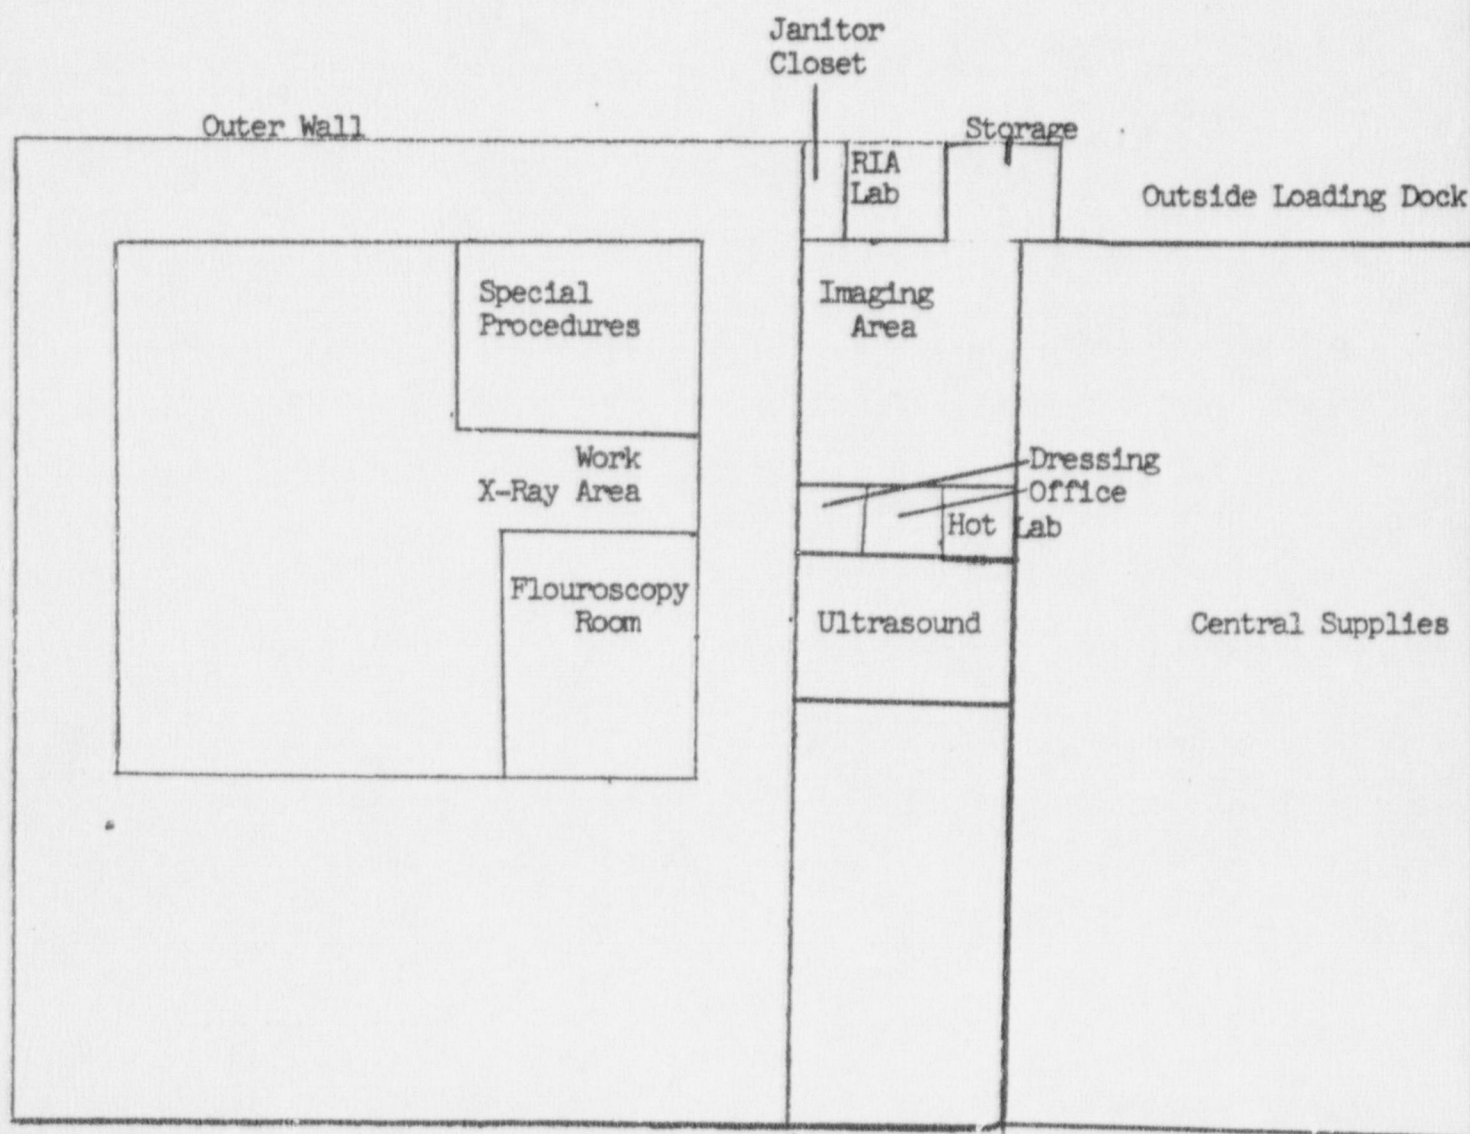 Janitor
Closet
Outer Wall
Storage
RIA
Lab
Outside Loading Dock
Special
Procedures
Imaging
Area
Work
X-Ray Area
Dressing
Office
Hot Lab
Flouroscopy
Room
Ultrasound
Central Supplies